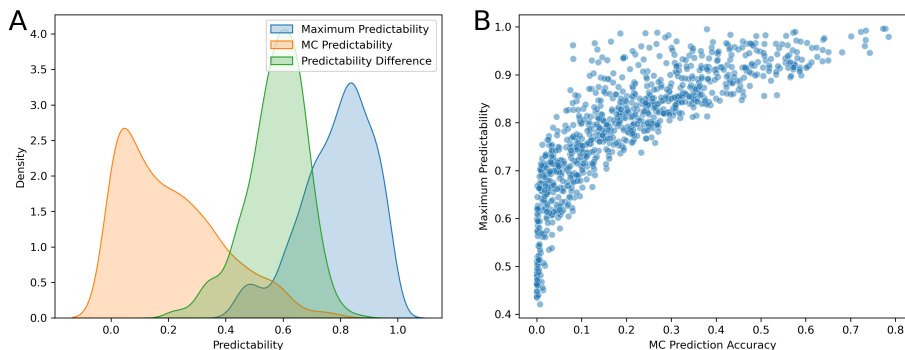 A
Maximum Predictability
MC Predictability
Predictability Difference
4.0
3.5
3.0
2.5
2.0
1.5
1.0
0.5
0.0
Density
0.0 0.2 0.4 0.6 0.8 1.0
Predictability
B
1.0
0.9
0.8
0.7
0.6
0.5
0.4
Maximum Predictability
0.0 0.1 0.2 0.3 0.4 0.5 0.6 0.7 0.8
MC Prediction Accuracy